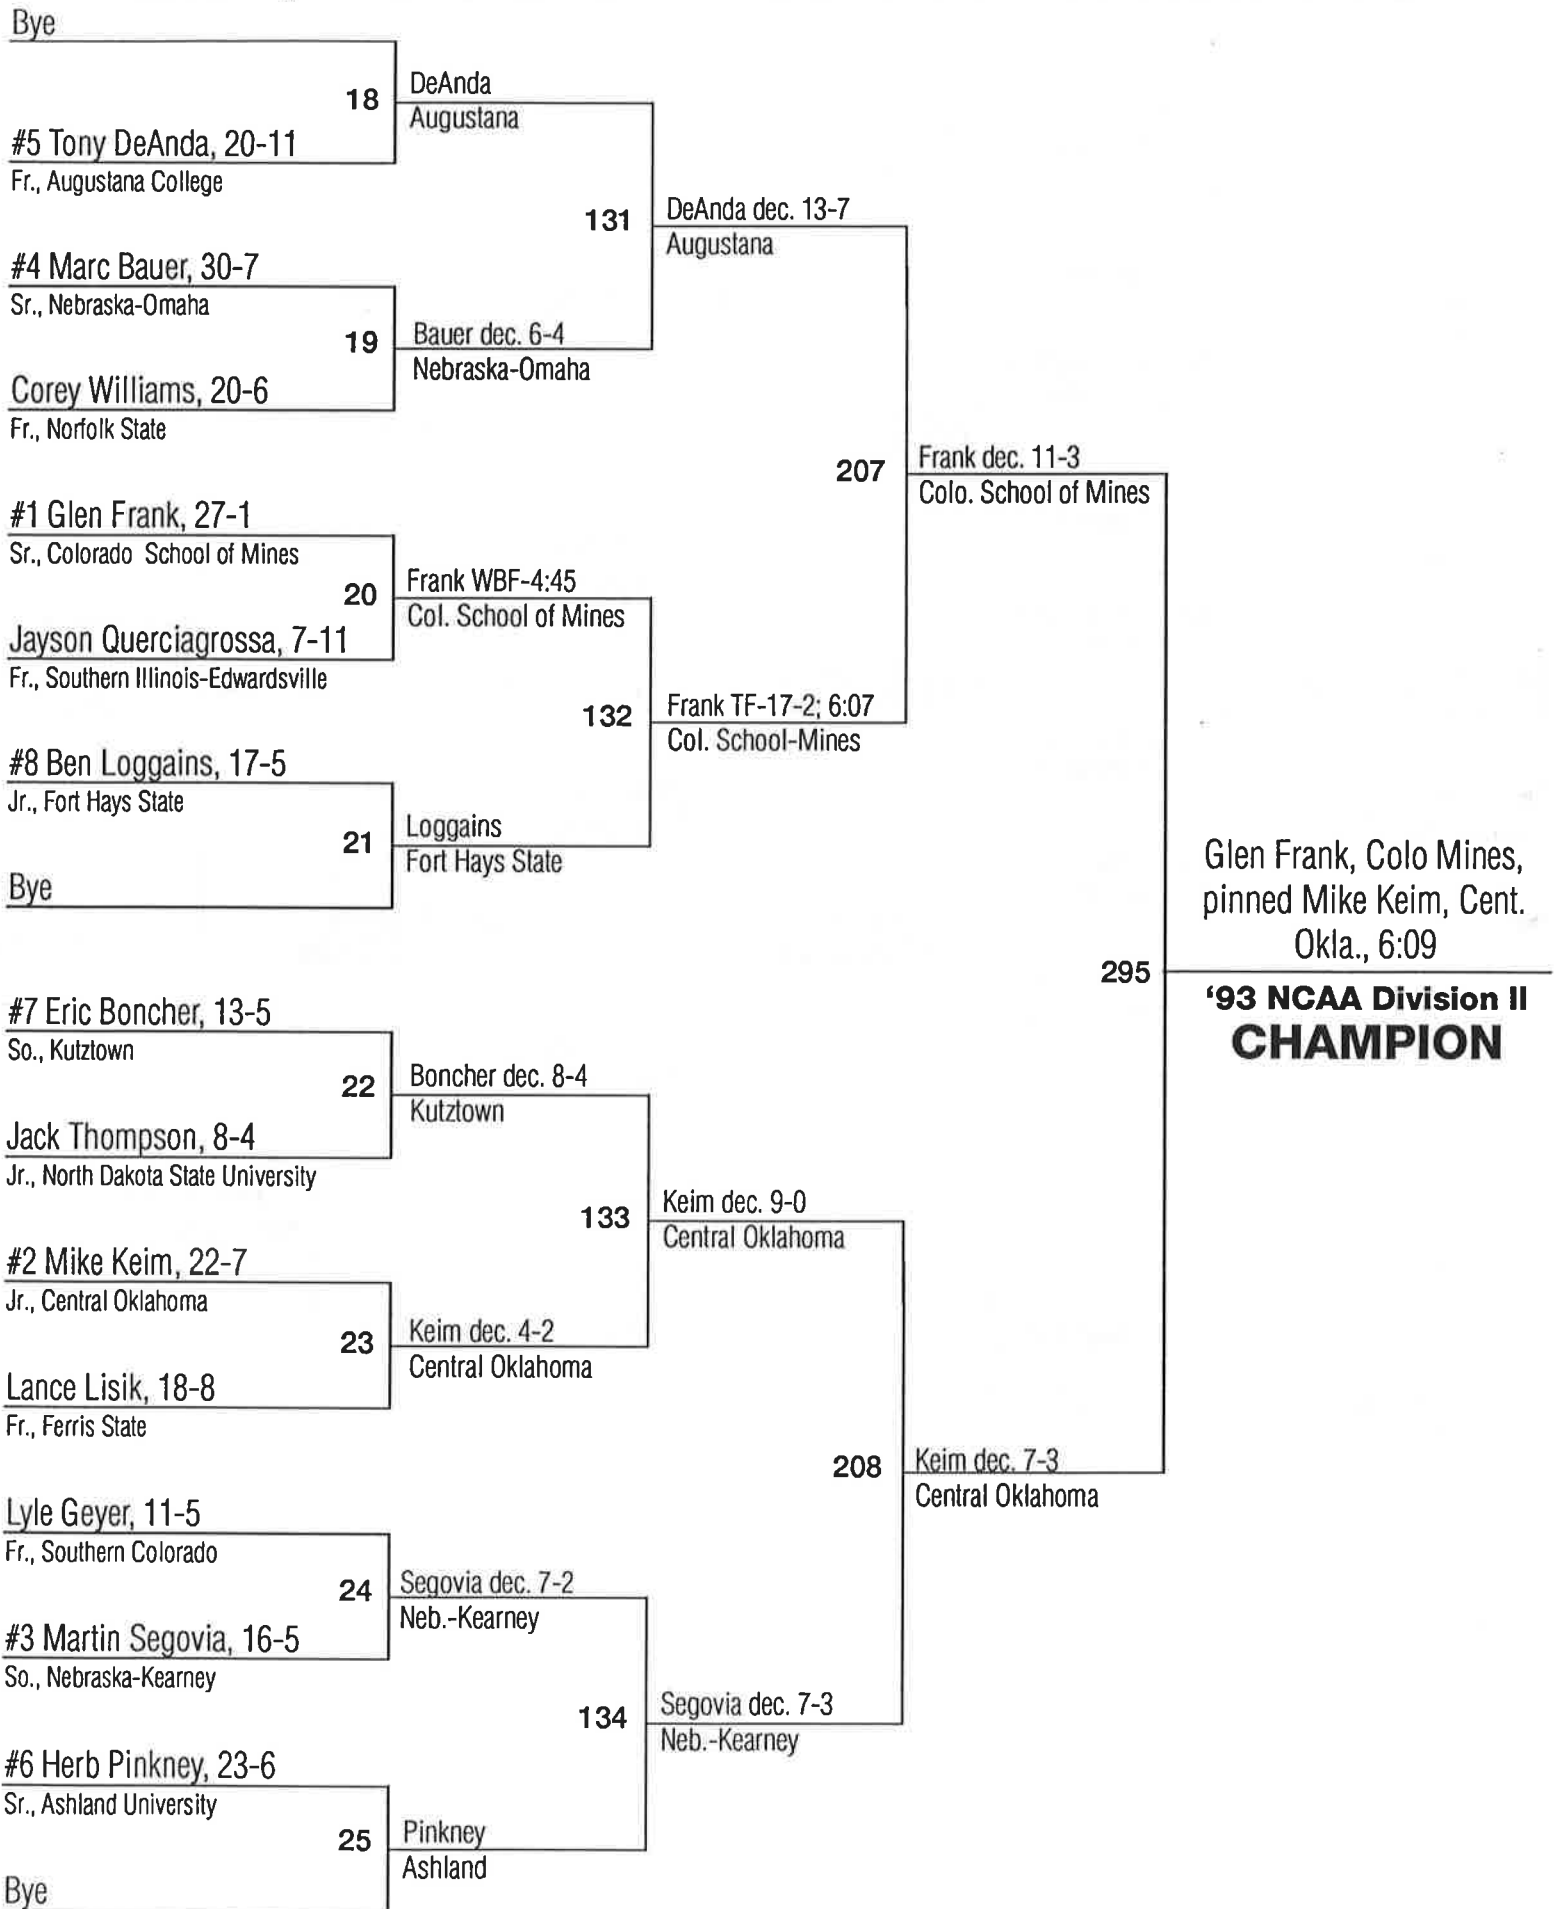 Bye
18
#5 Tony DeAnda, 20-11
Fr., Augustana College
DeAnda
Augustana
131
#4 Marc Bauer, 30-7
Sr., Nebraska-Omaha
19
Corey Williams, 20-6
Fr., Norfolk State
Bauer dec. 6-4
Nebraska-Omaha
DeAnda dec. 13-7
Augustana
207
#1 Glen Frank, 27-1
Sr., Colorado School of Mines
20
Jayson Querciagrossa, 7-11
Fr., Southern Illinois-Edwardsville
Frank WBF-4:45
Col. School of Mines
132
#8 Ben Loggains, 17-5
Jr., Fort Hays State
21
Bye
Loggains
Fort Hays State
Frank TF-17-2; 6:07
Col. School-Mines
Frank dec. 11-3
Colo. School of Mines
295
#7 Eric Boncher, 13-5
So., Kutztown
22
Jack Thompson, 8-4
Jr., North Dakota State University
Boncher dec. 8-4
Kutztown
133
#2 Mike Keim, 22-7
Jr., Central Oklahoma
23
Lance Lisik, 18-8
Fr., Ferris State
Keim dec. 4-2
Central Oklahoma
Keim dec. 9-0
Central Oklahoma
208
Lyle Geyer, 11-5
Fr., Southern Colorado
24
#3 Martin Segovia, 16-5
So., Nebraska-Kearney
Segovia dec. 7-2
Neb.-Kearney
134
#6 Herb Pinkney, 23-6
Sr., Ashland University
25
Bye
Pinkney
Ashland
Segovia dec. 7-3
Neb.-Kearney
Keim dec. 7-3
Central Oklahoma
Glen Frank, Colo Mines,
pinned Mike Keim, Cent.
Okla., 6:09
‘93 NCAA Division II
CHAMPION